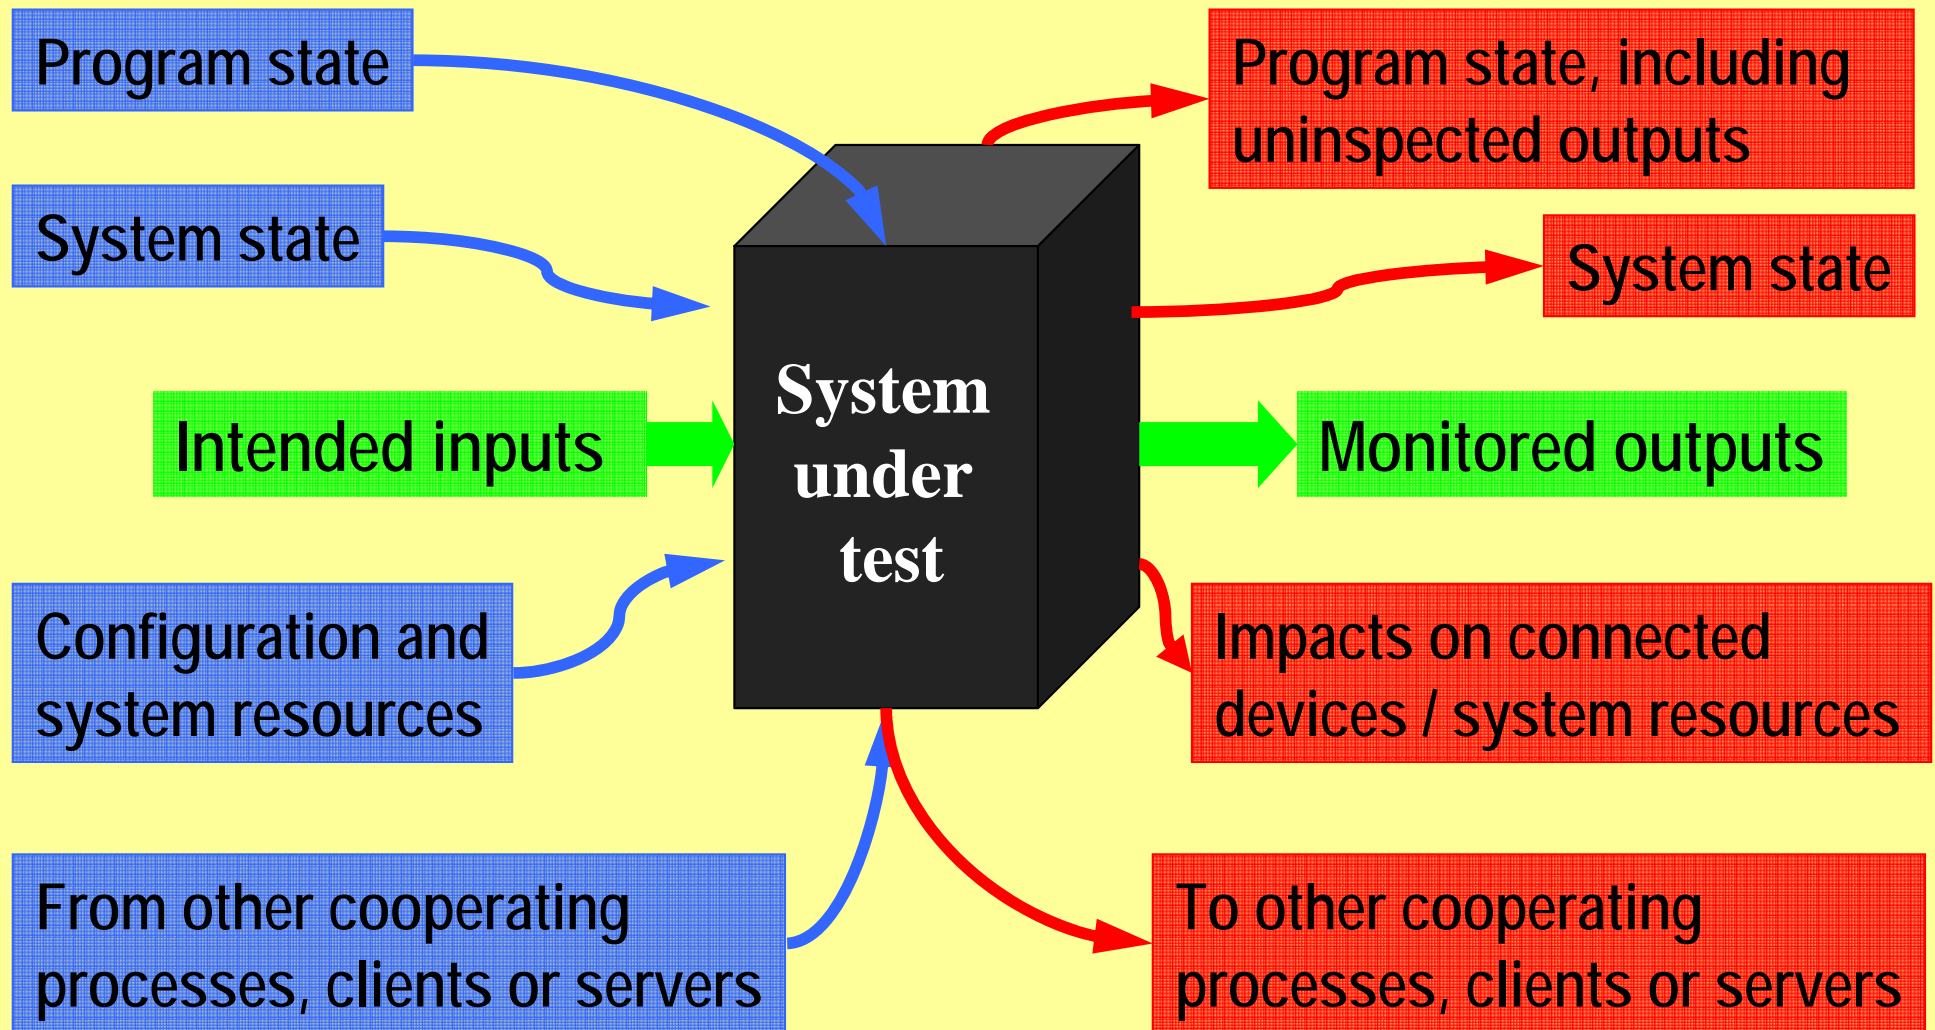 Program state
System state
Intended inputs
Configuration and
system resources
From other cooperating
processes, clients or servers
System
under
test
Program state, including
uninspected outputs
System state
Monitored outputs
Impacts on connected
devices / system resources
To other cooperating
processes, clients or servers